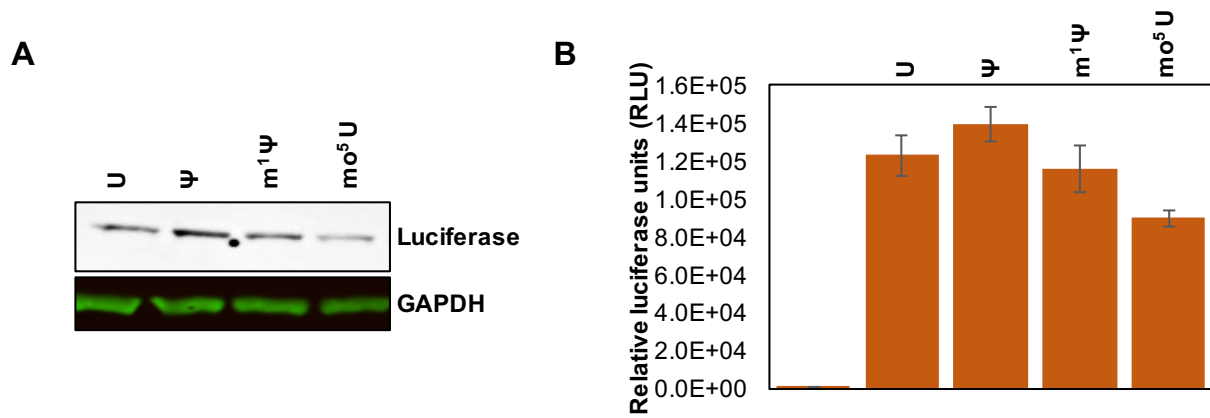 A
U Ψ m¹Ψ mo⁵U
Luciferase
GAPDH
B
U Ψ m¹Ψ mo⁵U
Relative luciferase units (RLU)
1.6E+05
1.4E+05
1.2E+05
1.0E+05
8.0E+04
6.0E+04
4.0E+04
2.0E+04
0.0E+00